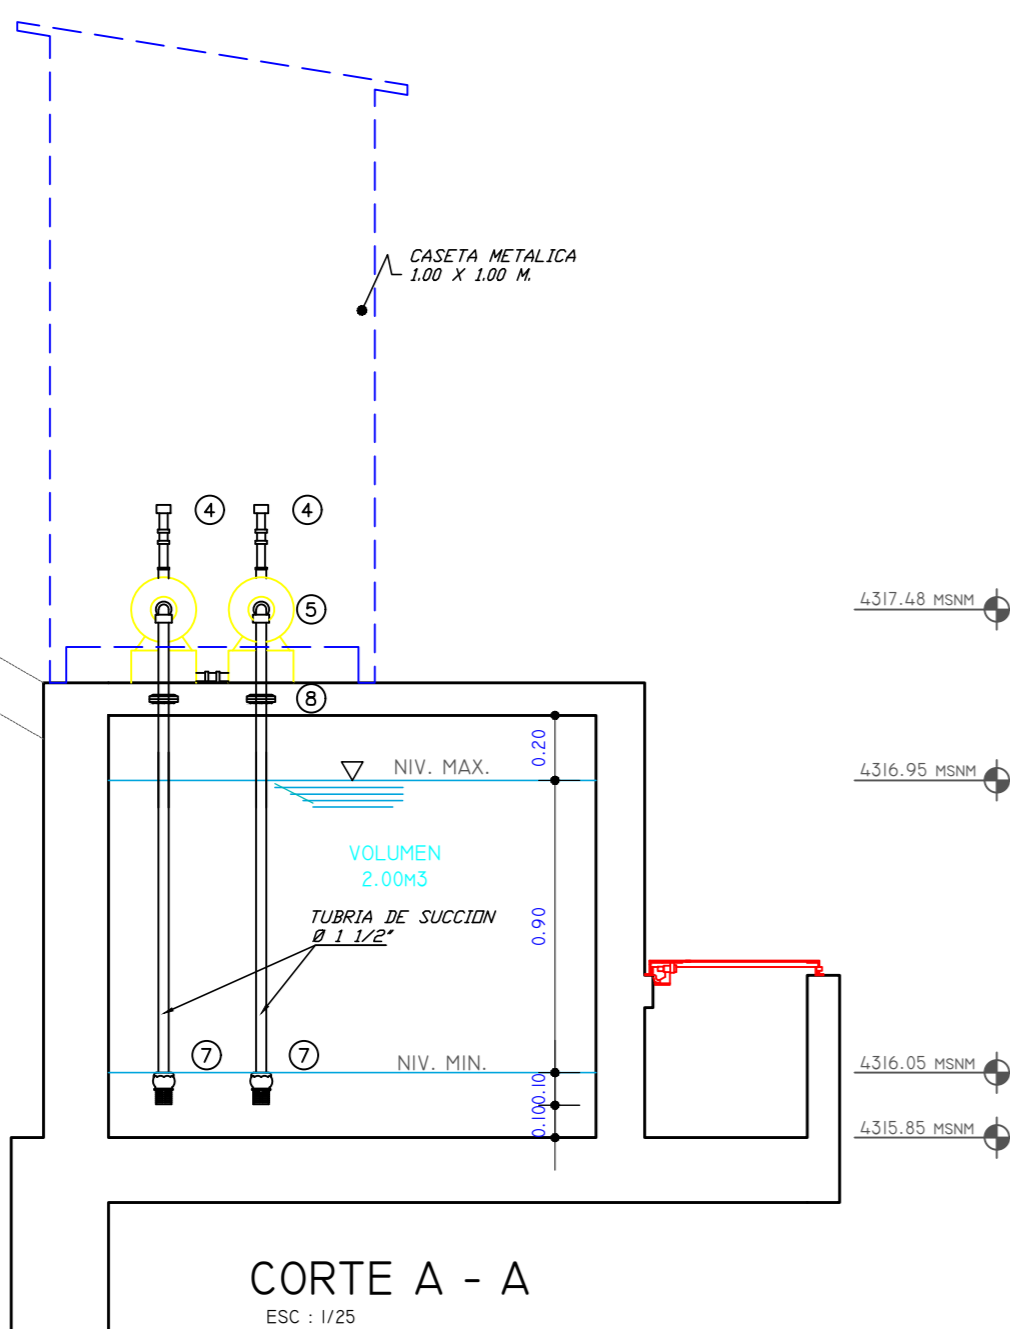 CASETA METALICA
1.00 X 1.00 M.
4
4
5
4317.48 MSNM
8
0.20
NIV. MAX.
4316.95 MSNM
VOLUMEN
2.00M3
0.90
TUBRIA DE SUCCION
Ø 1 1/2"
7
7
NIV. MIN.
4316.05 MSNM
0.10
0.10
4315.85 MSNM
CORTE A - A
ESC : 1/25